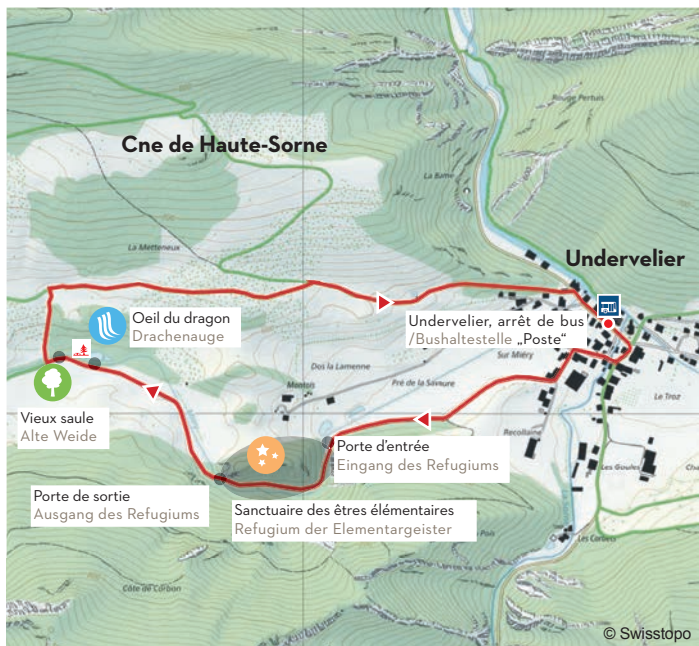 Rouge Pertuis
Cne de Haute-Sorne
La Batte
La Metteneux
Undervelier
Oeil du dragon
Drachenauge
Undervelier, arrêt de bus
/Bushaltestelle „Poste“
Sur Miéry
Dos la Lamenne
Montois
Pré de la Savure
Le Troz
Vieux saule
Alte Weide
Recollaine
Porte d'entrée
Eingang des Refugiums
Les Goules
Porte de sortie
Ausgang des Refugiums
Sanctuaire des êtres élémentaires
Refugium der Elementargeister
Les Corbets
Côte de Corbon
© Swisstopo